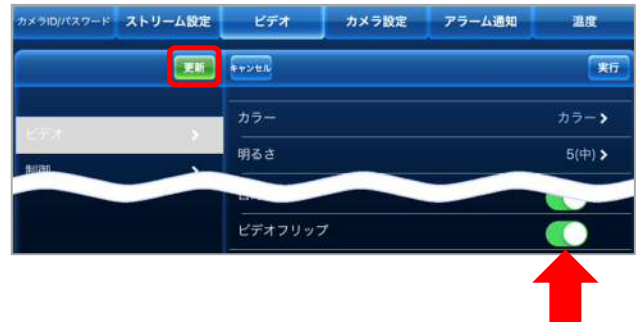 カメラID/パスワード ストリーム設定 ビデオ カメラ設定 アラーム通知 温度
更新 キャンセル 実行
カラー カラー
ビデオ
明るさ 5(中)
制御
ビデオフリップ